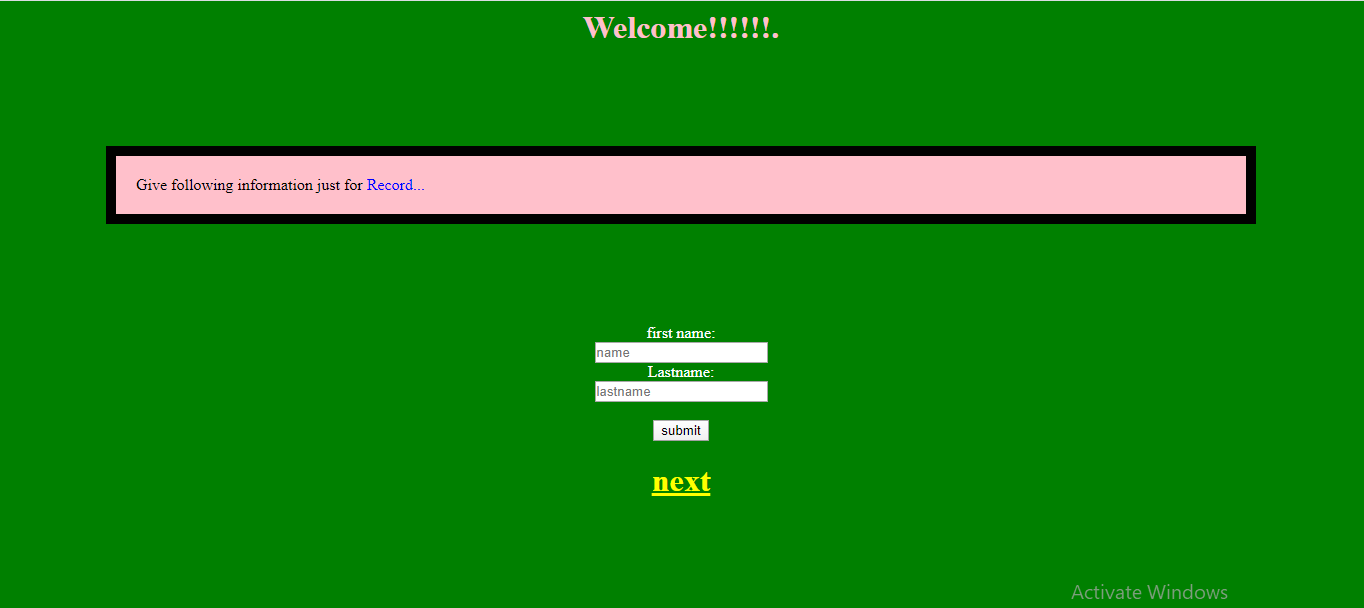 Welcome!!!!!!.
Give following information just for Record...
first name:
name
Lastname:
lastname
submit
next
Activate Windows